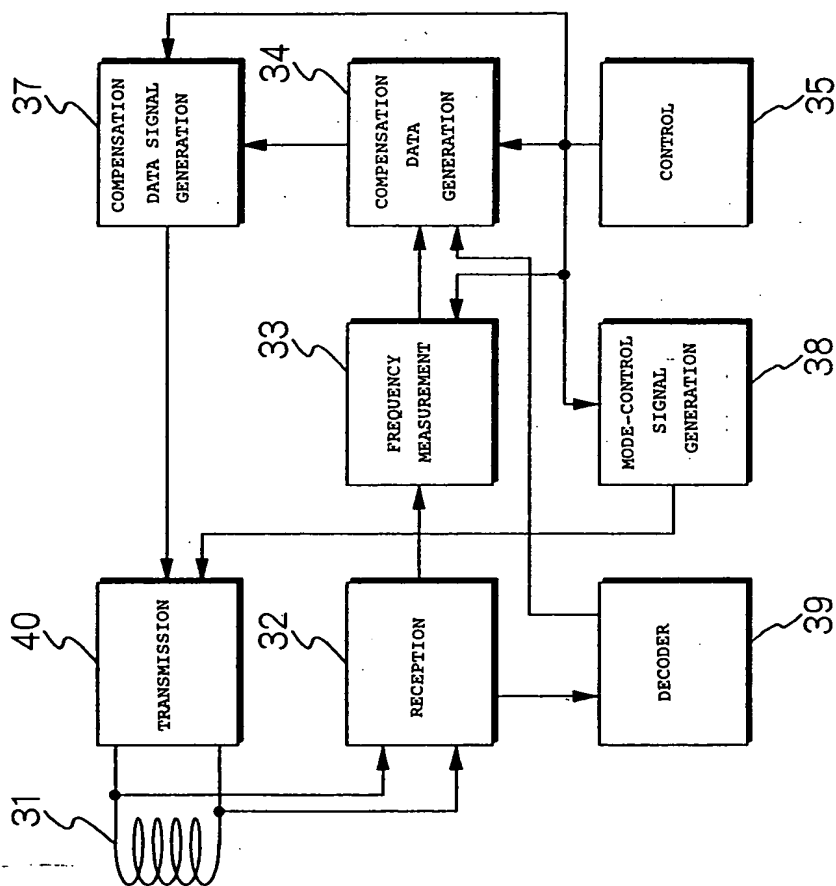 31
40
TRANSMISSION
37
COMPENSATION
DATA SIGNAL
GENERATION
32
RECEPTION
33
FREQUENCY
MEASUREMENT
34
COMPENSATION
DATA
GENERATION
DECODER
39
MODE-CONTROL
SIGNAL
GENERATION
38
CONTROL
35